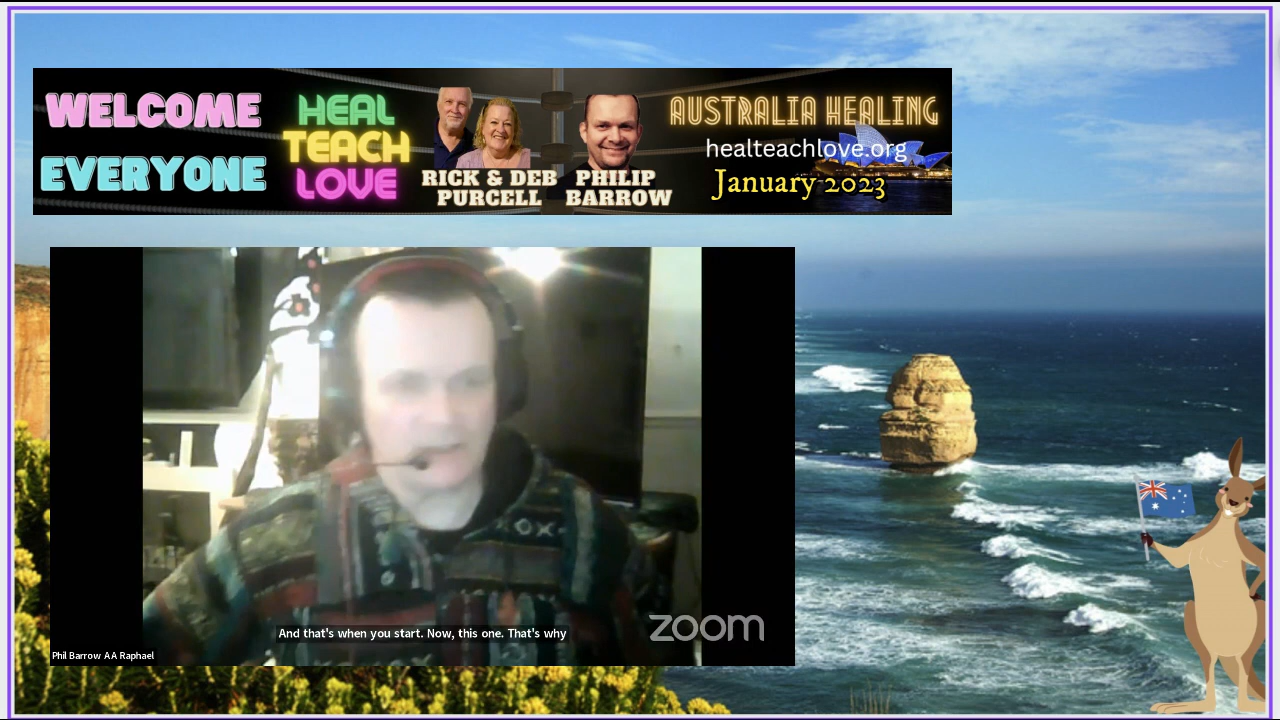 WELCOME
EVERYONE
HEAL
TEACH
LOVE
RICK & DEB
PURCELL
PHILIP
BARROW
AUSTRALIA HEALING
healteachlove.org
January 2023
OXO
And that's when you start. Now, this one. That's why
zoom
Phil Barrow AA Raphael